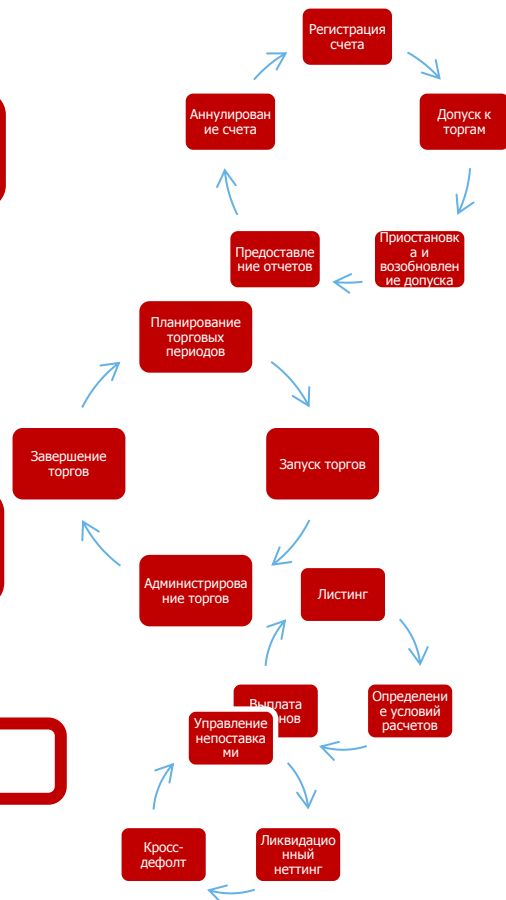 Регистрация
счета
Аннулирован
ие счета
Допуск к
торгам
Предоставле
ние отчетов
Приостановк
а и
возобновлен
ие допуска
Планирование
торговых
периодов
Завершение
торгов
Запуск торгов
Администрирова
ние торгов
Листинг
Выплата
нов
Определени
е условий
расчетов
Управление
непоставка
ми
Кросс-
дефолт
Ликвидацио
нный
неттинг